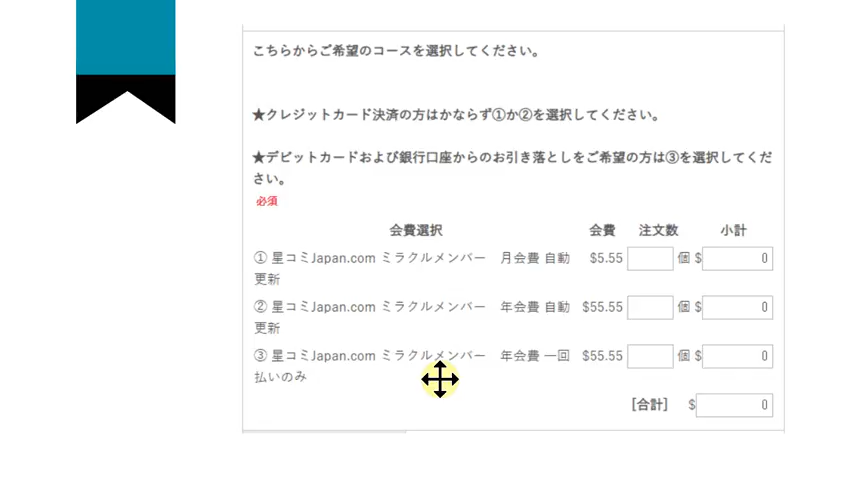 こちらからご希望のコースを選択してください。
★クレジットカード決済の方はかならず①か②を選択してください。
★デビットカードおよび銀行口座からのお引き落としをご希望の方は③を選択してくだ
さい。
必須
会費選択 会費 注文数 小計
① 星コミJapan.com ミラクルメンバー 月会費 自動 $5.55 個 $ 0
更新
② 星コミJapan.com ミラクルメンバー 年会費 自動 $55.55 個 $ 0
更新
③ 星コミJapan.com ミラクルメンバー 年会費 一回 $55.55 個 $ 0
払いのみ
[合計] $ 0